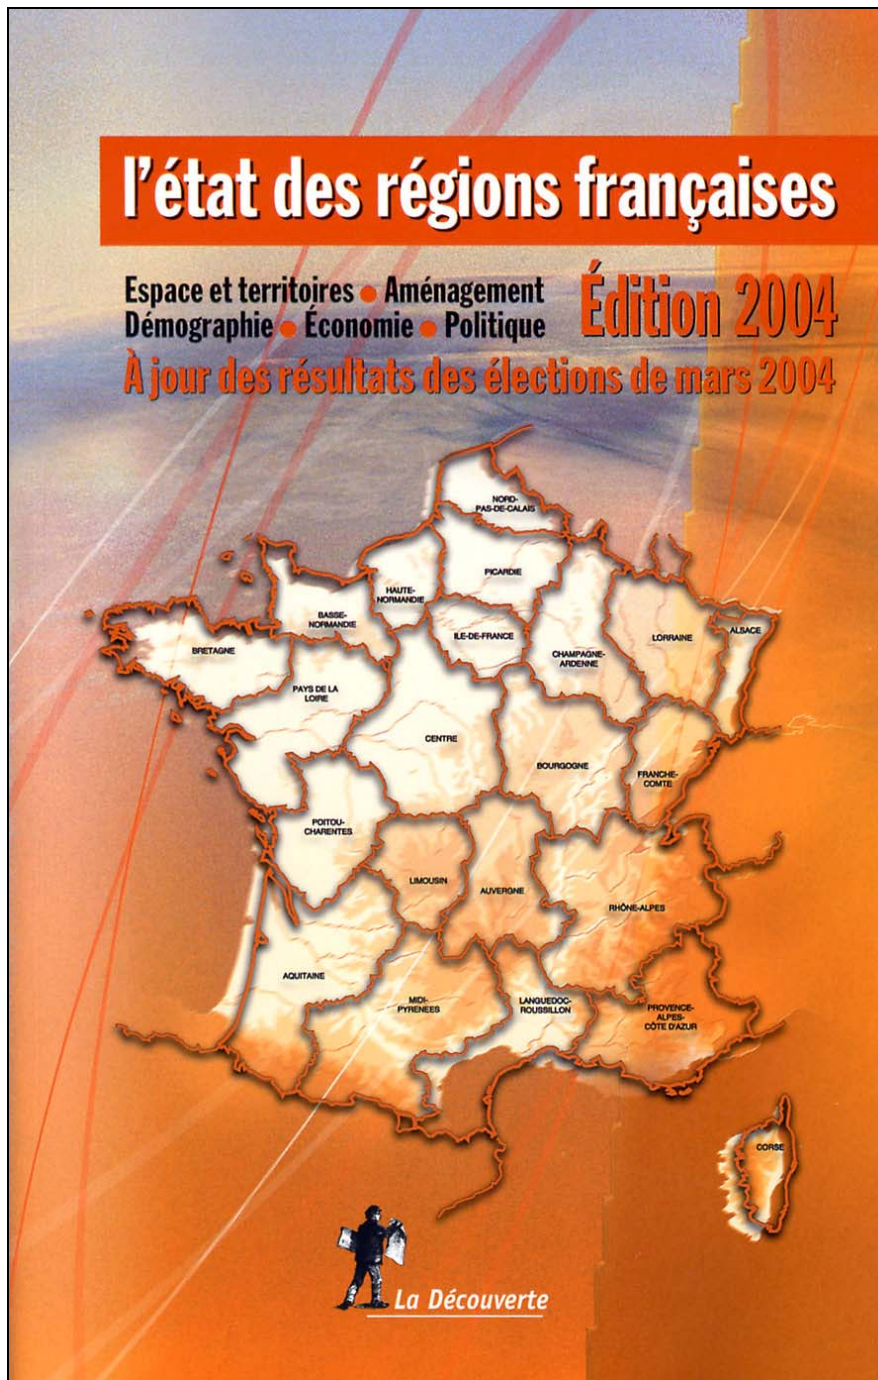 l'état des régions françaises
Espace et territoires • Aménagement
Démographie • Économie • Politique
Édition 2004
À jour des résultats des élections de mars 2004
NORD-
PAS-DE-CALAIS
PICARDIE
HAUTE-
NORMANDIE
BASSE-
NORMANDIE
ILE-DE-FRANCE
CHAMPAGNE-
ARDENNE
LORRAINE
ALSACE
BRETAGNE
PAYS DE LA
LOIRE
CENTRE
BOURGOGNE
FRANCHE-
COMTE
POITOU-
CHARENTES
LIMOUSIN
AUVERGNE
RHÔNE-ALPES
AQUITAINE
MIDI-
PYRENEES
LANGUEDOC-
ROUSSILLON
PROVENCE-
ALPES-
CÔTE D'AZUR
CORSE
La Découverte